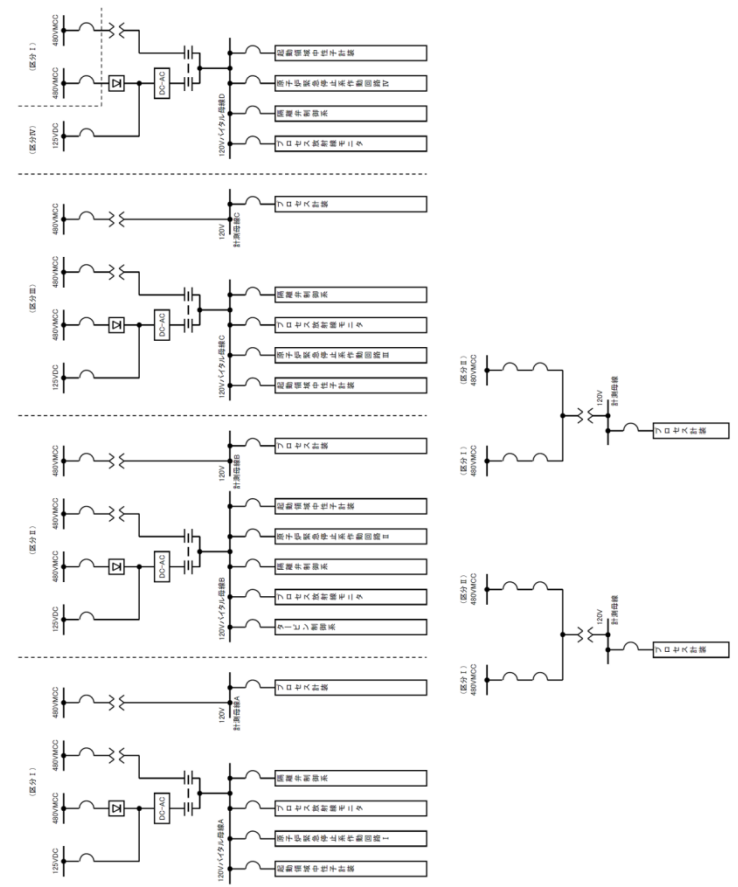 (区分Ⅰ)
480VMCC
480VMCC
(区分Ⅳ)
125VDC
DC-AC
120Vバイタル母線D
起動領域中性子計装
原子炉緊急停止系作動回路Ⅳ
隔離弁制御系
プロセス放射線モニタ
480VMCC
120V
計測母線C
プロセス計装
(区分Ⅲ)
480VMCC
480VMCC
125VDC
DC-AC
120Vバイタル母線C
隔離弁制御系
プロセス放射線モニタ
原子炉緊急停止系作動回路Ⅲ
起動領域中性子計装
480VMCC
120V
計測母線B
プロセス計装
(区分Ⅱ)
480VMCC
480VMCC
125VDC
DC-AC
120Vバイタル母線B
起動領域中性子計装
原子炉緊急停止系作動回路Ⅱ
隔離弁制御系
プロセス放射線モニタ
タービン制御系
480VMCC
120V
計測母線A
プロセス計装
(区分Ⅰ)
480VMCC
480VMCC
125VDC
DC-AC
120Vバイタル母線A
隔離弁制御系
プロセス放射線モニタ
原子炉緊急停止系作動回路Ⅰ
起動領域中性子計装
(区分Ⅱ)
480VMCC
(区分Ⅰ)
480VMCC
120V
計測母線
プロセス計装
(区分Ⅱ)
480VMCC
(区分Ⅰ)
480VMCC
120V
計測母線
プロセス計装